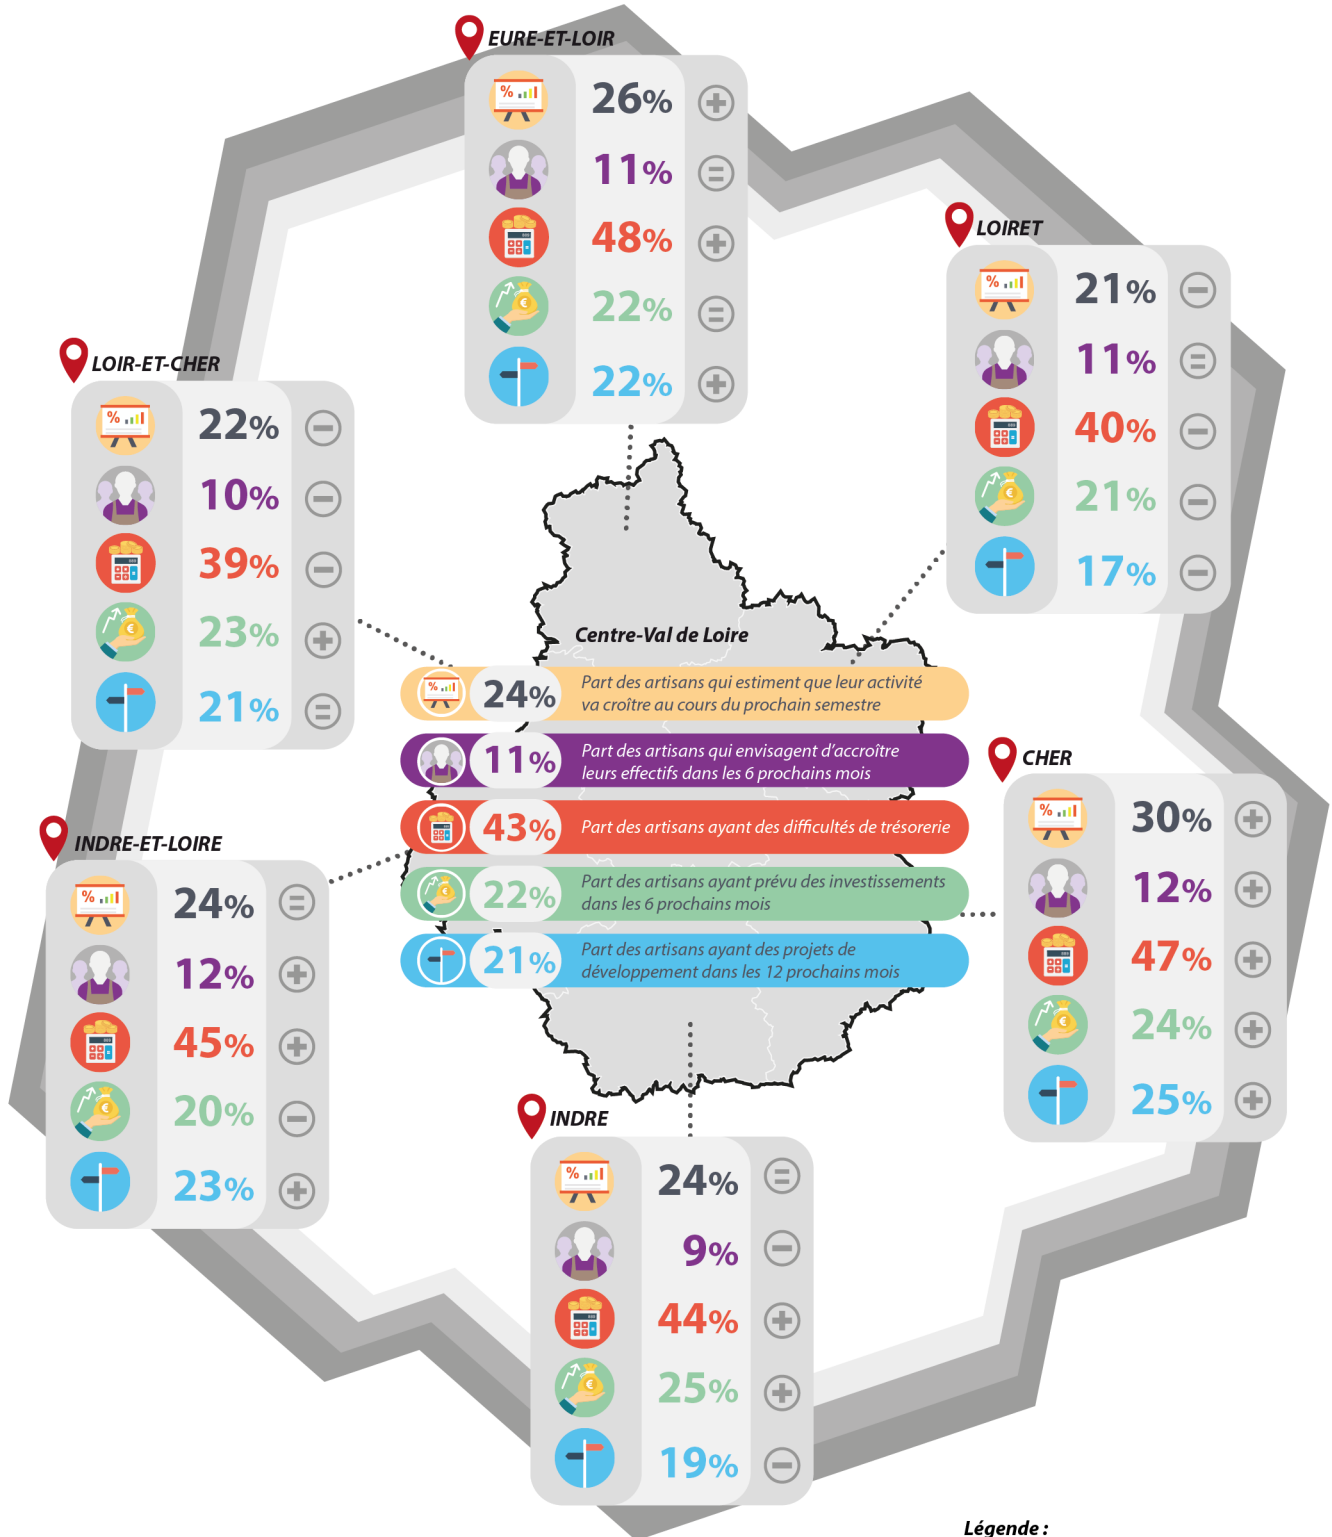 EURE-ET-LOIR
% 26% +
11% =
48% +
22% =
22% +
LOIRET
% 21% −
11% =
40% −
21% −
17% −
LOIR-ET-CHER
% 22% −
10% −
39% −
23% +
21% =
Centre-Val de Loire
% 24% Part des artisans qui estiment que leur activité
va croître au cours du prochain semestre
11% Part des artisans qui envisagent d’accroître
leurs effectifs dans les 6 prochains mois
43% Part des artisans ayant des difficultés de trésorerie
22% Part des artisans ayant prévu des investissements
dans les 6 prochains mois
21% Part des artisans ayant des projets de
développement dans les 12 prochains mois
CHER
% 30% +
12% +
47% +
24% +
25% +
INDRE-ET-LOIRE
% 24% =
12% +
45% +
20% −
23% +
INDRE
% 24% =
9% −
44% +
25% +
19% −
Légende :